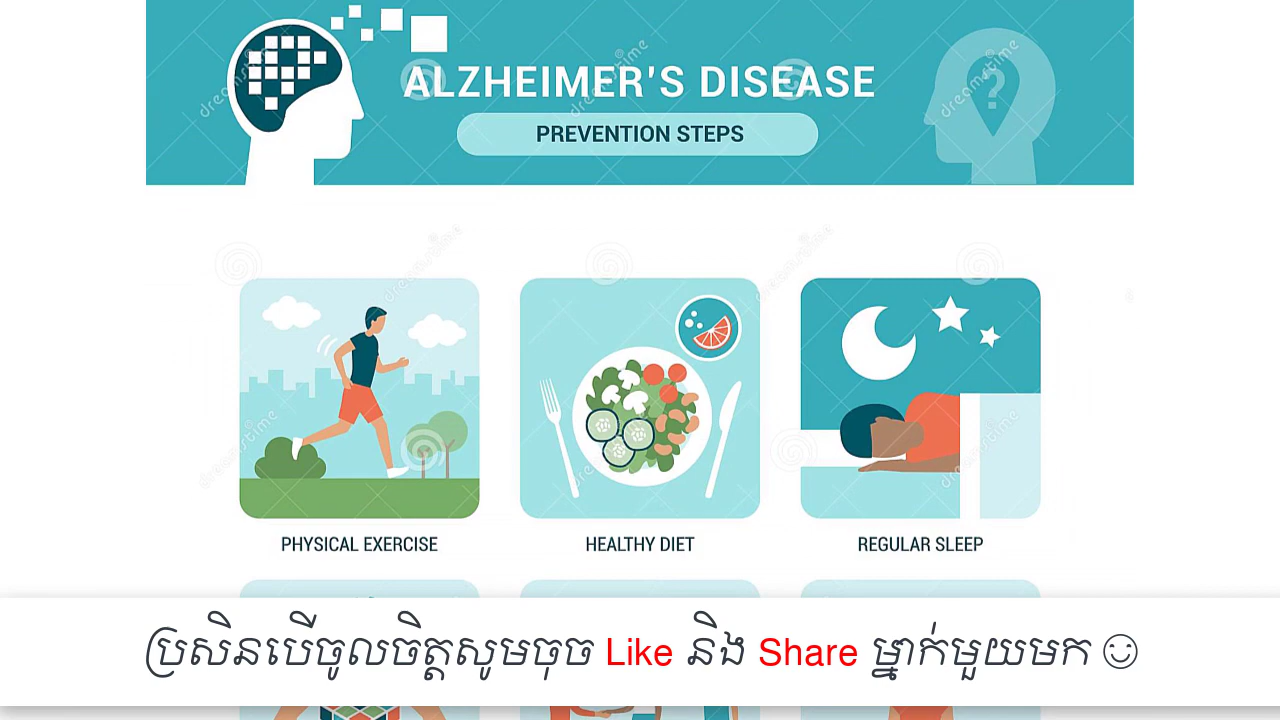 ALZHEIMER'S DISEASE
PREVENTION STEPS
?
PHYSICAL EXERCISE
HEALTHY DIET
REGULAR SLEEP
ប្រសិនបើចូលចិត្តសូមចុច Like និង Share ម្នាក់មួយមក ☺
dreamstime